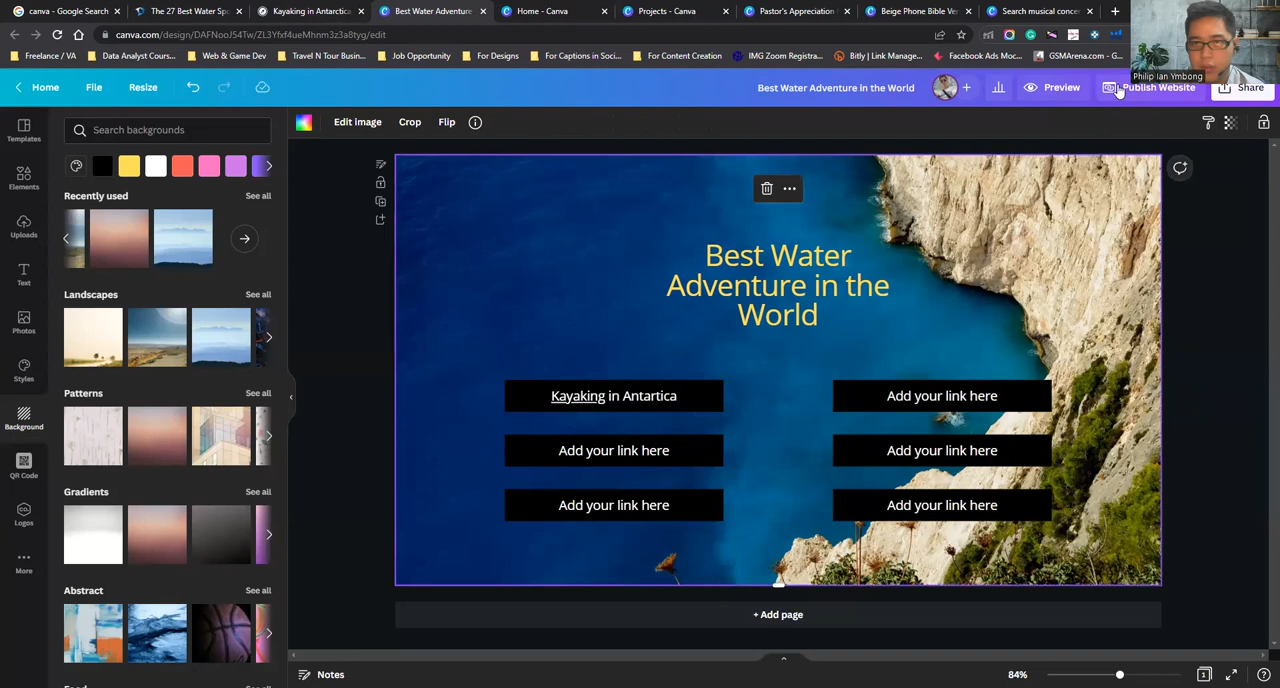 canva - Google Search
The 27 Best Water Spo
Kayaking in Antarctica
Best Water Adventure
Home - Canva
Projects - Canva
Pastor's Appreciation
Beige Phone Bible Ver
Search musical conce
canva.com/design/DAFNooJS4Tw/ZL3Yfxf4ueMhnm3z3a8tyg/edit
Freelance / VA
Data Analyst Cours...
Web & Game Dev
Travel N Tour Busin...
Job Opportunity
For Designs
For Captions in Soci...
For Content Creation
IMG Zoom Registra...
Bitly | Link Manage...
Facebook Ads Moc...
GSMArena.com - G...
Philip Ian Ymbong
Home
File
Resize
Best Water Adventure in the World
Preview
Publish Website
Share
Templates
Elements
Uploads
Text
Photos
Styles
Background
QR Code
Logos
More
Search backgrounds
Recently used
See all
Landscapes
See all
Patterns
See all
Gradients
See all
Abstract
See all
Edit image
Crop
Flip
Best Water
Adventure in the
World
Kayaking in Antartica
Add your link here
Add your link here
Add your link here
Add your link here
Add your link here
+ Add page
Notes
84%
1